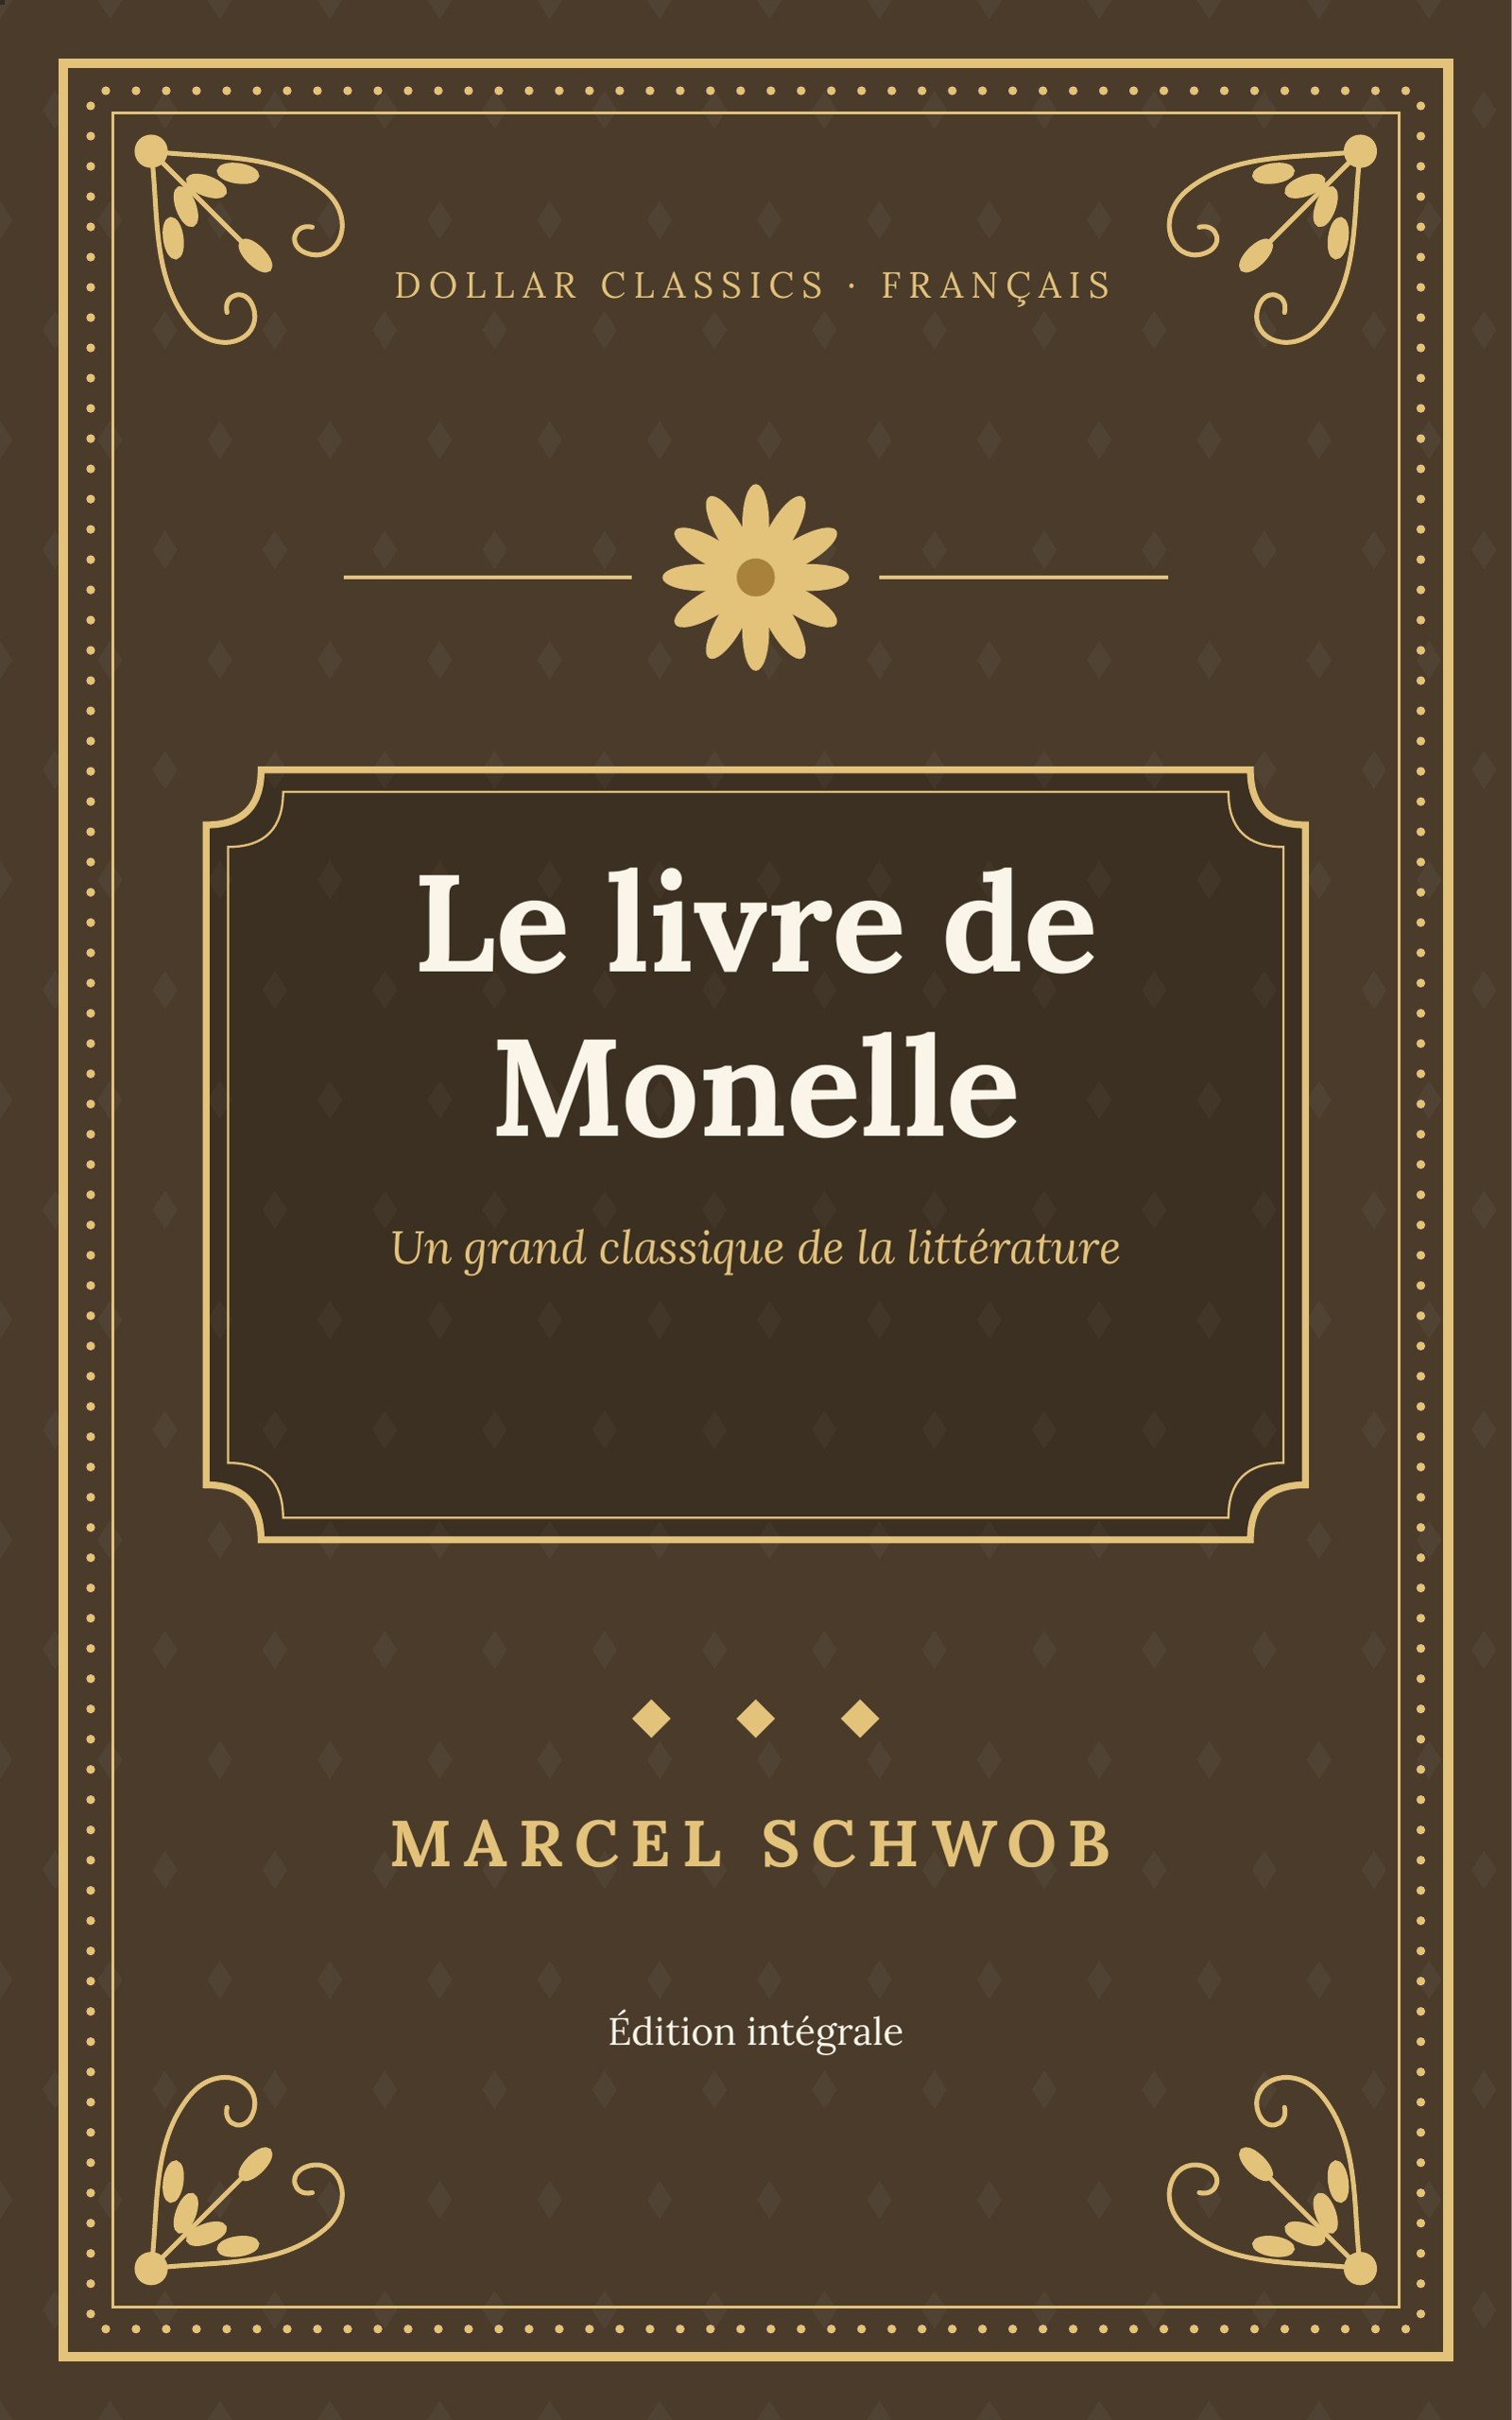 DOLLAR CLASSICS · FRANÇAIS
Le livre de
Monelle
Un grand classique de la littérature
MARCEL SCHWOB
Édition intégrale